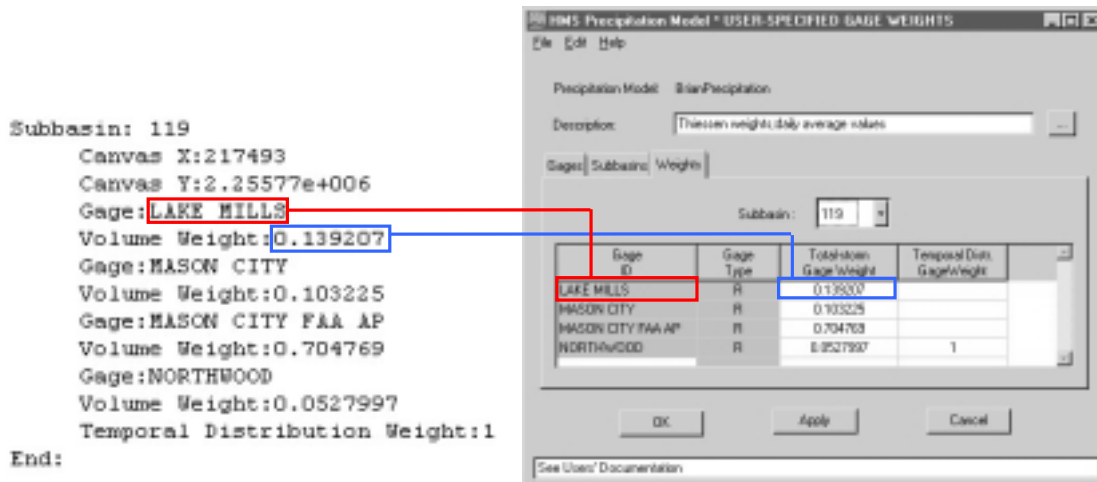 Subbasin: 119
Canvas X:217493
Canvas Y:2.25577e+006
Gage:LAKE MILLS
Volume Weight:0.139207
Gage:MASON CITY
Volume Weight:0.103225
Gage:MASON CITY FAA AP
Volume Weight:0.704769
Gage:NORTHWOOD
Volume Weight:0.0527997
Temporal Distribution Weight:1
End:
HMS Precipitation Model * USER-SPECIFIED GAGE WEIGHTS
File Edit Help
Precipitation Model: BrianPrecipitation
Description: Thiessen weights,daily average values ...
Gages Subbasins Weights
Subbasin : 119
Gage ID Gage Type Total-storm Gage Weight Temporal Distr. GageWeight
LAKE MILLS R 0.139207
MASON CITY R 0.103225
MASON CITY FAA AP R 0.704769
NORTHWOOD R 0.0527997 1
OK Apply Cancel
See Users' Documentation